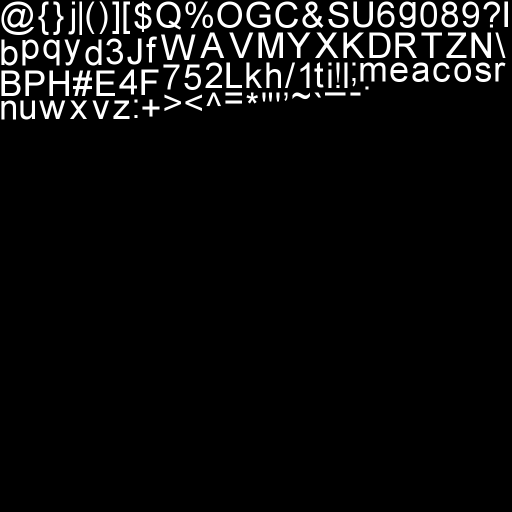 @{}j|()][$Q%OGC&SU6g089?I
bpqyd3JfWAVMYXKDRTZN\
BPH#E4F752Lkh/1ti!l;meacosr
nuwxvz:+><^=*"'',~`_-.